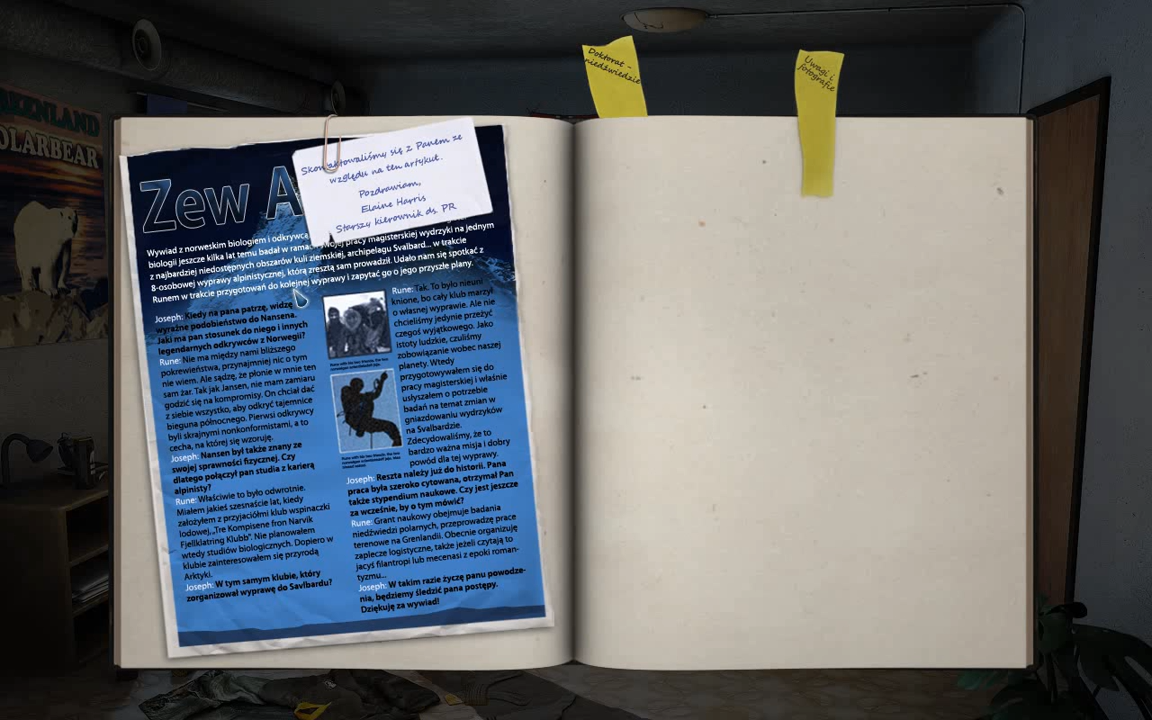 GREENLAND
POLARBEAR
Doktorat -
niedźwiedzie
Uwagi i
fotografie
Skontaktowaliśmy się z Panem ze
względu na ten artykuł.
Pozdrawiam,
Elaine Harris
Starszy kierownik ds. PR
Zew A
Wywiad z norweskim biologiem i odkrywcą
biologii jeszcze kilka lat temu badał w ramach swojej pracy magisterskiej wydrzyki na jednym
z najbardziej niedostępnych obszarów kuli ziemskiej, archipelagu Svalbard... w trakcie
8-osobowej wyprawy alpinistycznej, którą zresztą sam prowadził. Udało nam się spotkać z
Runem w trakcie przygotowań do kolejnej wyprawy i zapytać go o jego przyszłe plany.
Joseph: Kiedy na pana patrzę, widzę
wyraźne podobieństwo do Nansena.
Jaki ma pan stosunek do niego i innych
legendarnych odkrywców z Norwegii?
Rune: Nie ma między nami bliższego
pokrewieństwa, przynajmniej nic o tym
nie wiem. Ale sądzę, że płonie w mnie ten
sam żar. Tak jak Jansen, nie mam zamiaru
godzić się na kompromisy. On chciał dać
z siebie wszystko, aby odkryć tajemnice
bieguna północnego. Pierwsi odkrywcy
byli skrajnymi nonkonformistami, a to
cecha, na której się wzoruję.
Joseph: Nansen był także znany ze
swojej sprawności fizycznej. Czy
dlatego połączył pan studia z karierą
alpinisty?
Rune: Właściwie to było odwrotnie.
Miałem jakieś szesnaście lat, kiedy
założyłem z przyjaciółmi klub wspinaczki
lodowej, „Tre Kompisene fron Narvik
Fjellklatring Klubb”. Nie planowałem
wtedy studiów biologicznych. Dopiero w
klubie zainteresowałem się przyrodą
Arktyki.
Joseph: W tym samym klubie, który
zorganizował wyprawę do Savlbardu?
Rune: Tak. To było nieuni
knione, bo cały klub marzył
o własnej wyprawie. Ale nie
chcieliśmy jedynie przeżyć
czegoś wyjątkowego. Jako
istoty ludzkie, czuliśmy
zobowiązanie wobec naszej
planety. Wtedy
przygotowywałem się do
pracy magisterskiej i właśnie
usłyszałem o potrzebie
badań na temat zmian w
gniazdowaniu wydrzyków
na Svalbardzie.
Zdecydowaliśmy, że to
bardzo ważna misja i dobry
powód dla tej wyprawy.
Joseph: Reszta należy już do historii. Pana
praca była szeroko cytowana, otrzymał Pan
także stypendium naukowe. Czy jest jeszcze
za wcześnie, by o tym mówić?
Rune: Grant naukowy obejmuje badania
niedźwiedzi polarnych, przeprowadzę prace
terenowe na Grenlandii. Obecnie organizuję
zaplecze logistyczne, także jeżeli czytają to
jacyś filantropi lub mecenasi z epoki roman-
tyzmu...
Joseph: W takim razie życzę panu powodze-
nia, będziemy śledzić pana postępy.
Dziękuję za wywiad!